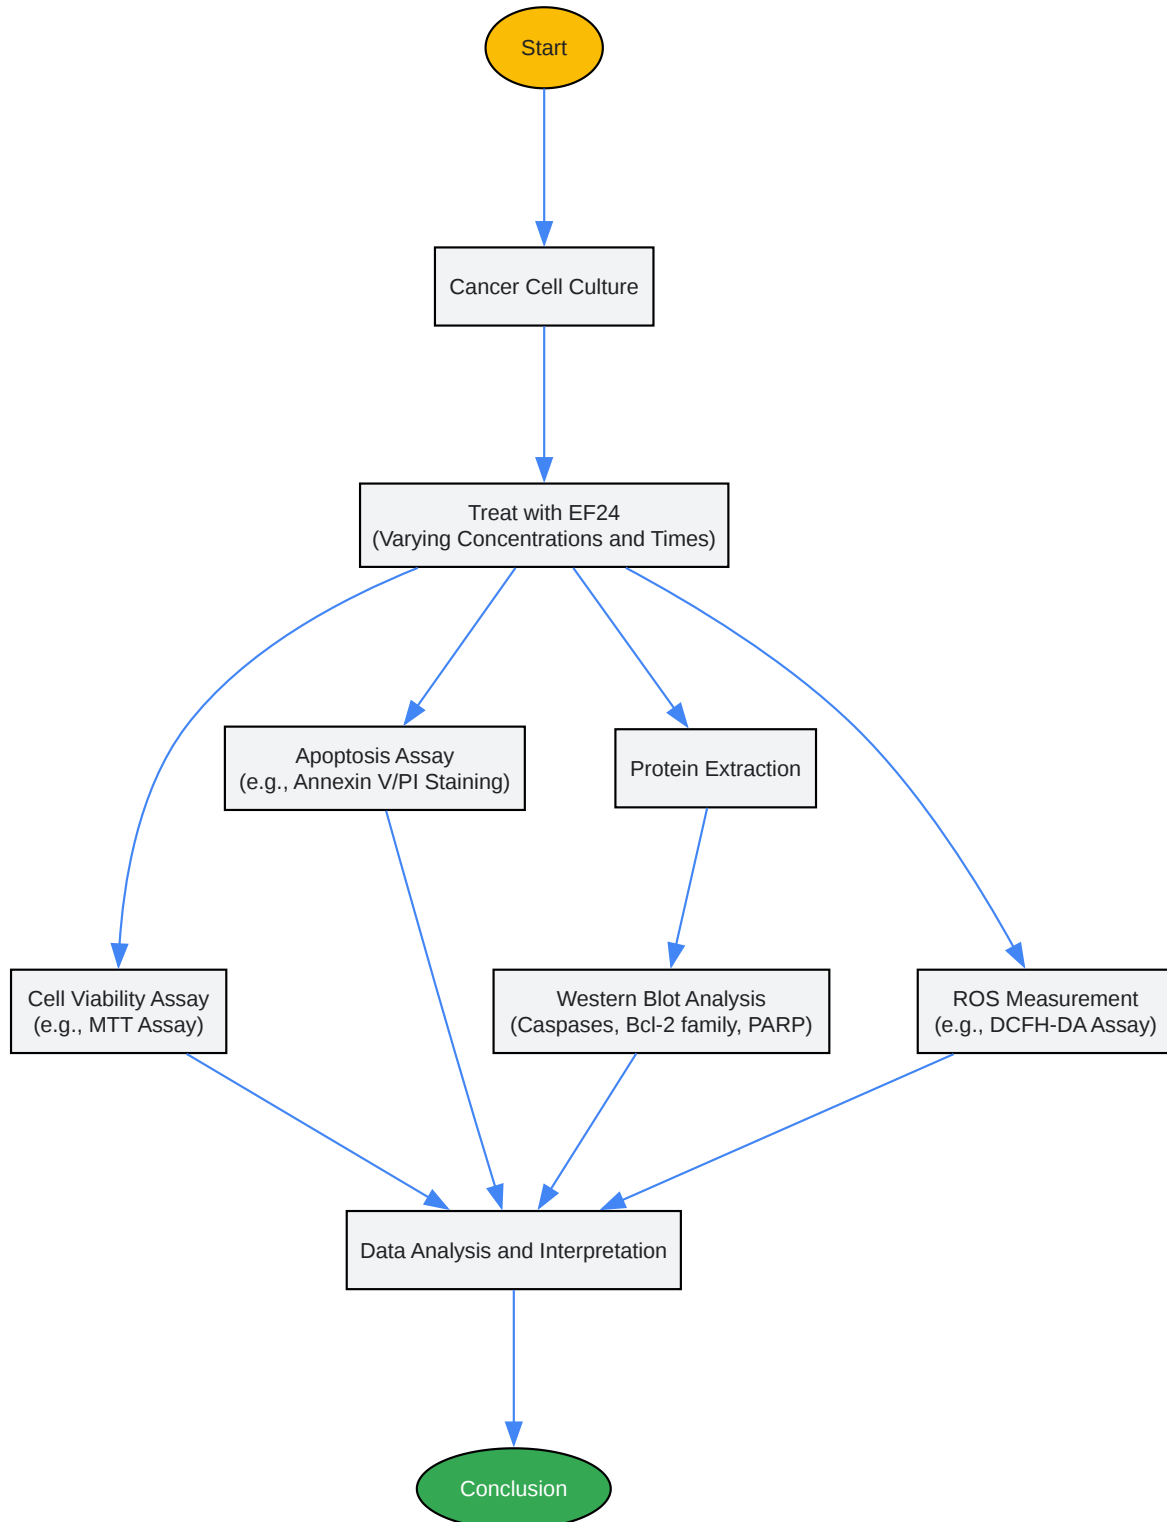 Start
Cancer Cell Culture
Treat with EF24
(Varying Concentrations and Times)
Apoptosis Assay
(e.g., Annexin V/PI Staining)
Protein Extraction
Cell Viability Assay
(e.g., MTT Assay)
Western Blot Analysis
(Caspases, Bcl-2 family, PARP)
ROS Measurement
(e.g., DCFH-DA Assay)
Data Analysis and Interpretation
Conclusion